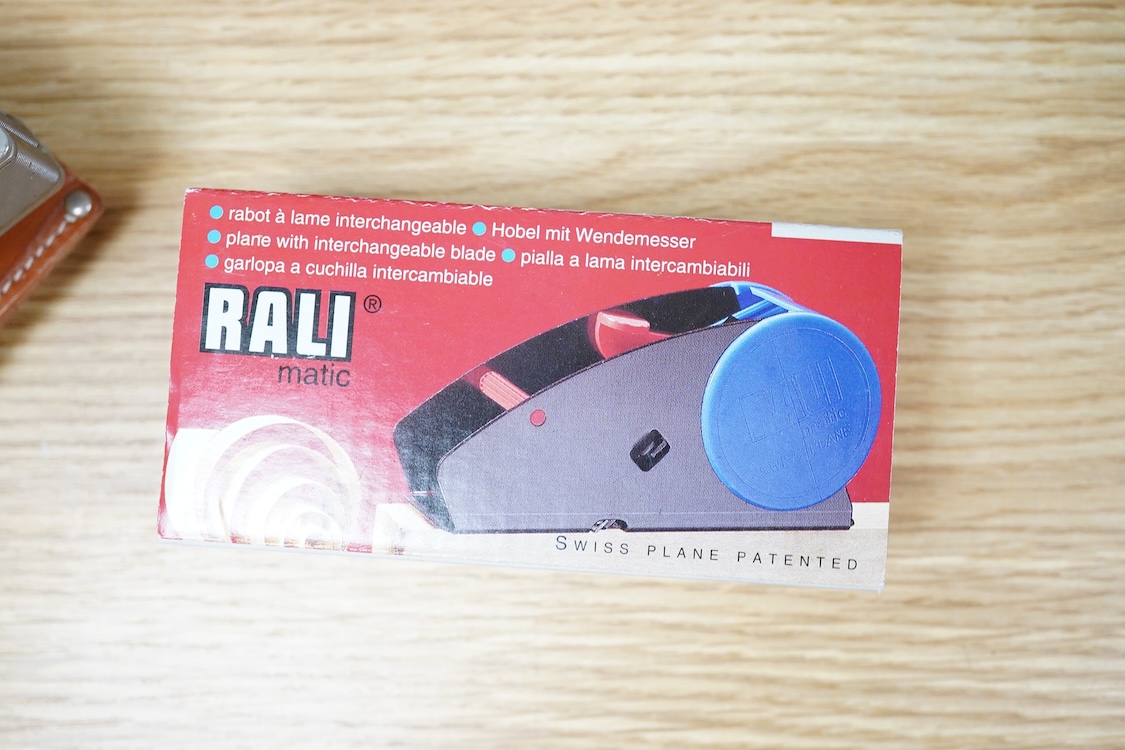 ● rabot à lame interchangeable ● Hobel mit Wendemesser
● plane with interchangeable blade ● pialla a lama intercambiabili
● garlopa a cuchilla intercambiable
RALI ®
matic
SWISS PLANE PATENTED